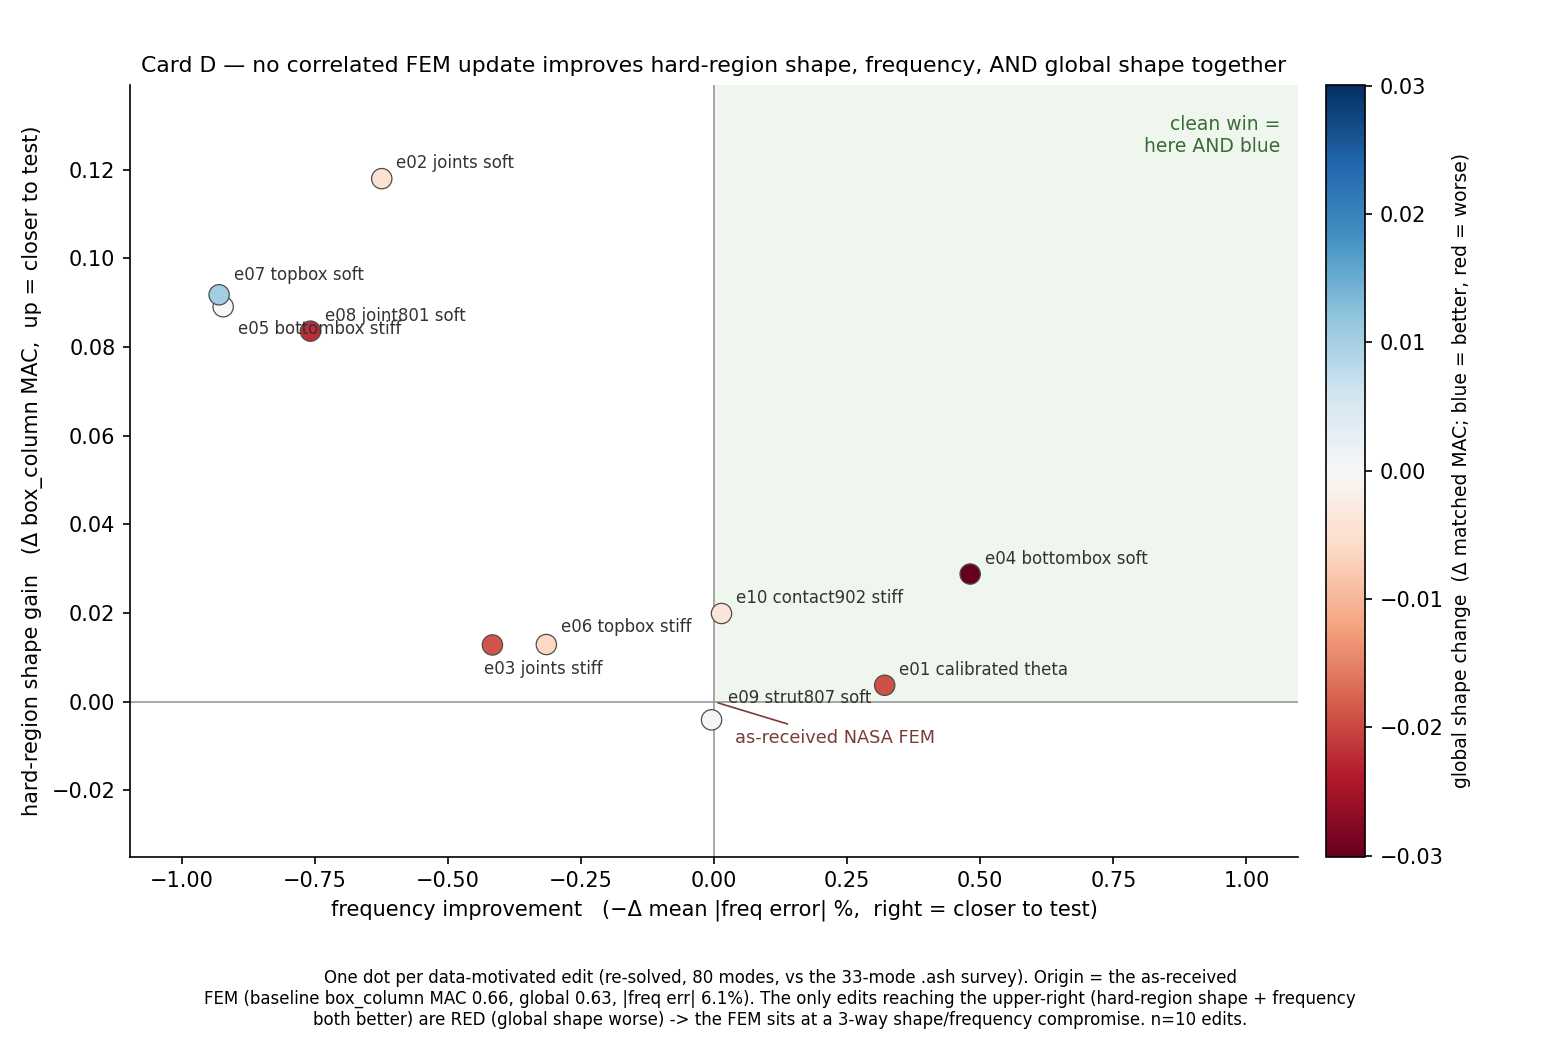 Card D — no correlated FEM update improves hard-region shape, frequency, AND global shape together
clean win =
here AND blue
e02 joints soft
e07 topbox soft
e08 joint801 soft
e05 bottombox stiff
e04 bottombox soft
e10 contact902 stiff
e06 topbox stiff
e03 joints stiff
e01 calibrated theta
e09 strut807 soft
as-received NASA FEM
0.12
0.10
0.08
0.06
0.04
0.02
0.00
−0.02
hard-region shape gain (Δ box_column MAC, up = closer to test)
−1.00
−0.75
−0.50
−0.25
0.00
0.25
0.50
0.75
1.00
frequency improvement (−Δ mean |freq error| %, right = closer to test)
0.03
0.02
0.01
0.00
−0.01
−0.02
−0.03
global shape change (Δ matched MAC; blue = better, red = worse)
One dot per data-motivated edit (re-solved, 80 modes, vs the 33-mode .ash survey). Origin = the as-received
FEM (baseline box_column MAC 0.66, global 0.63, |freq err| 6.1%). The only edits reaching the upper-right (hard-region shape + frequency
both better) are RED (global shape worse) -> the FEM sits at a 3-way shape/frequency compromise. n=10 edits.